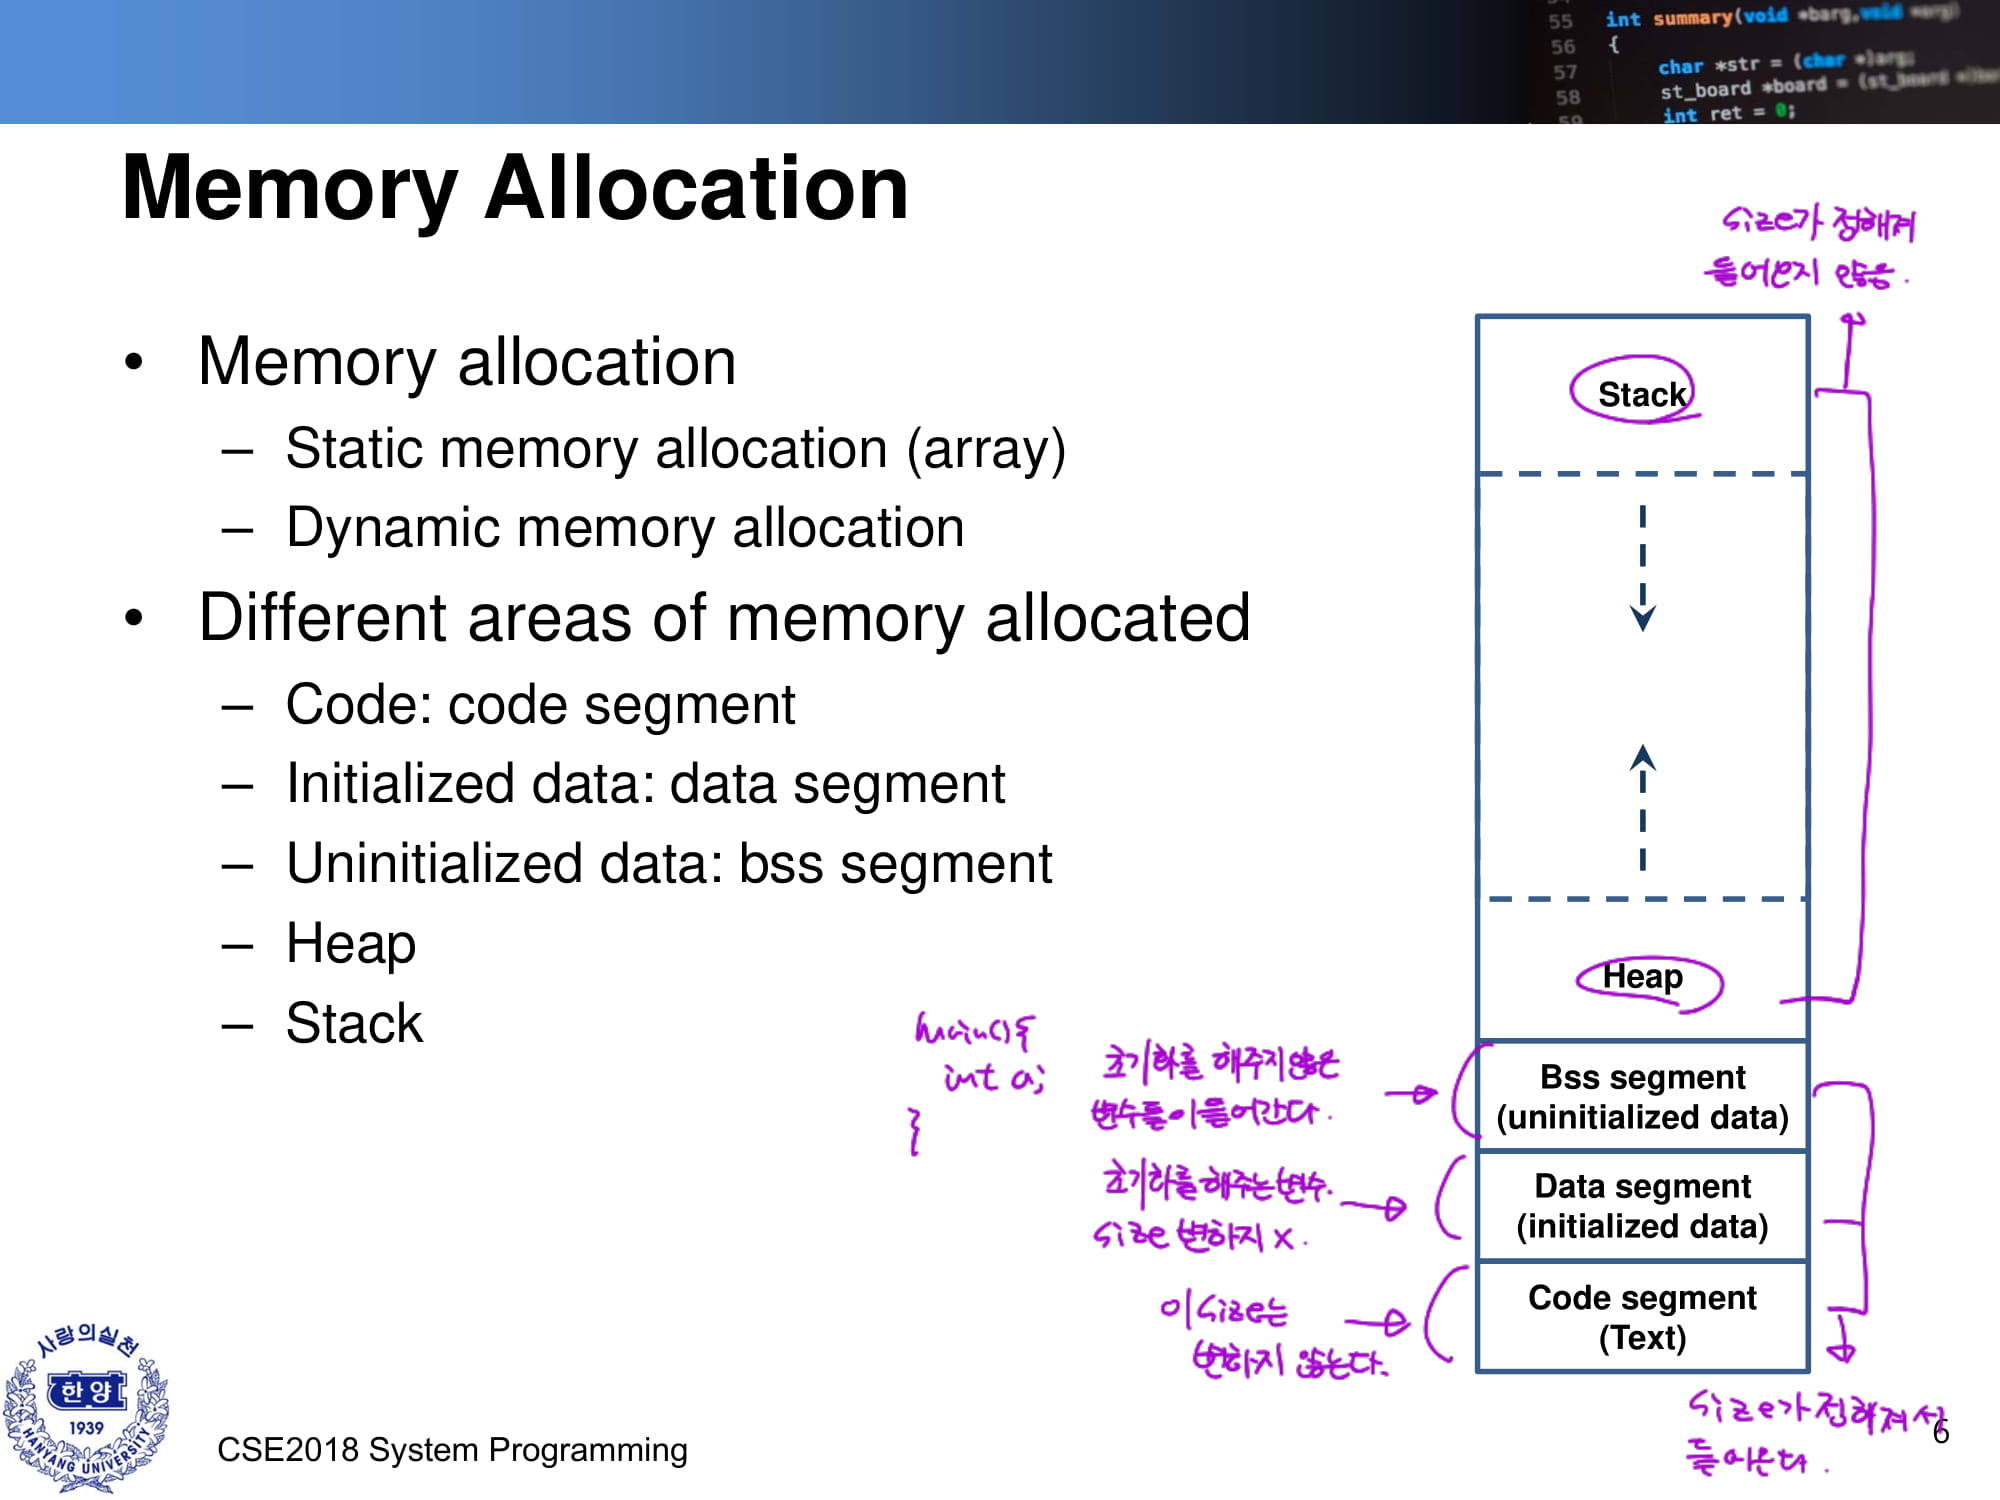 55 int summary(void *barg,void *arg)
56 {
57 char *str = (char *)arg;
58 st_board *board = (st_board *)
59 int ret = 0;
Memory Allocation
• Memory allocation
– Static memory allocation (array)
– Dynamic memory allocation
• Different areas of memory allocated
– Code: code segment
– Initialized data: data segment
– Uninitialized data: bss segment
– Heap
– Stack
size가 정해져
들어오지 않음.
Stack
Heap
Bss segment
(uninitialized data)
Data segment
(initialized data)
Code segment
(Text)
main(){
int a;
}
초기화를 해주지않은
변수들이 들어간다.
초기화를 해주는변수.
size 변하지 x.
이 size는
변하지 않는다.
size가 정해져서
들어온다.
사랑의실천
한양
1939
HANYANG UNIVERSITY
CSE2018 System Programming
6